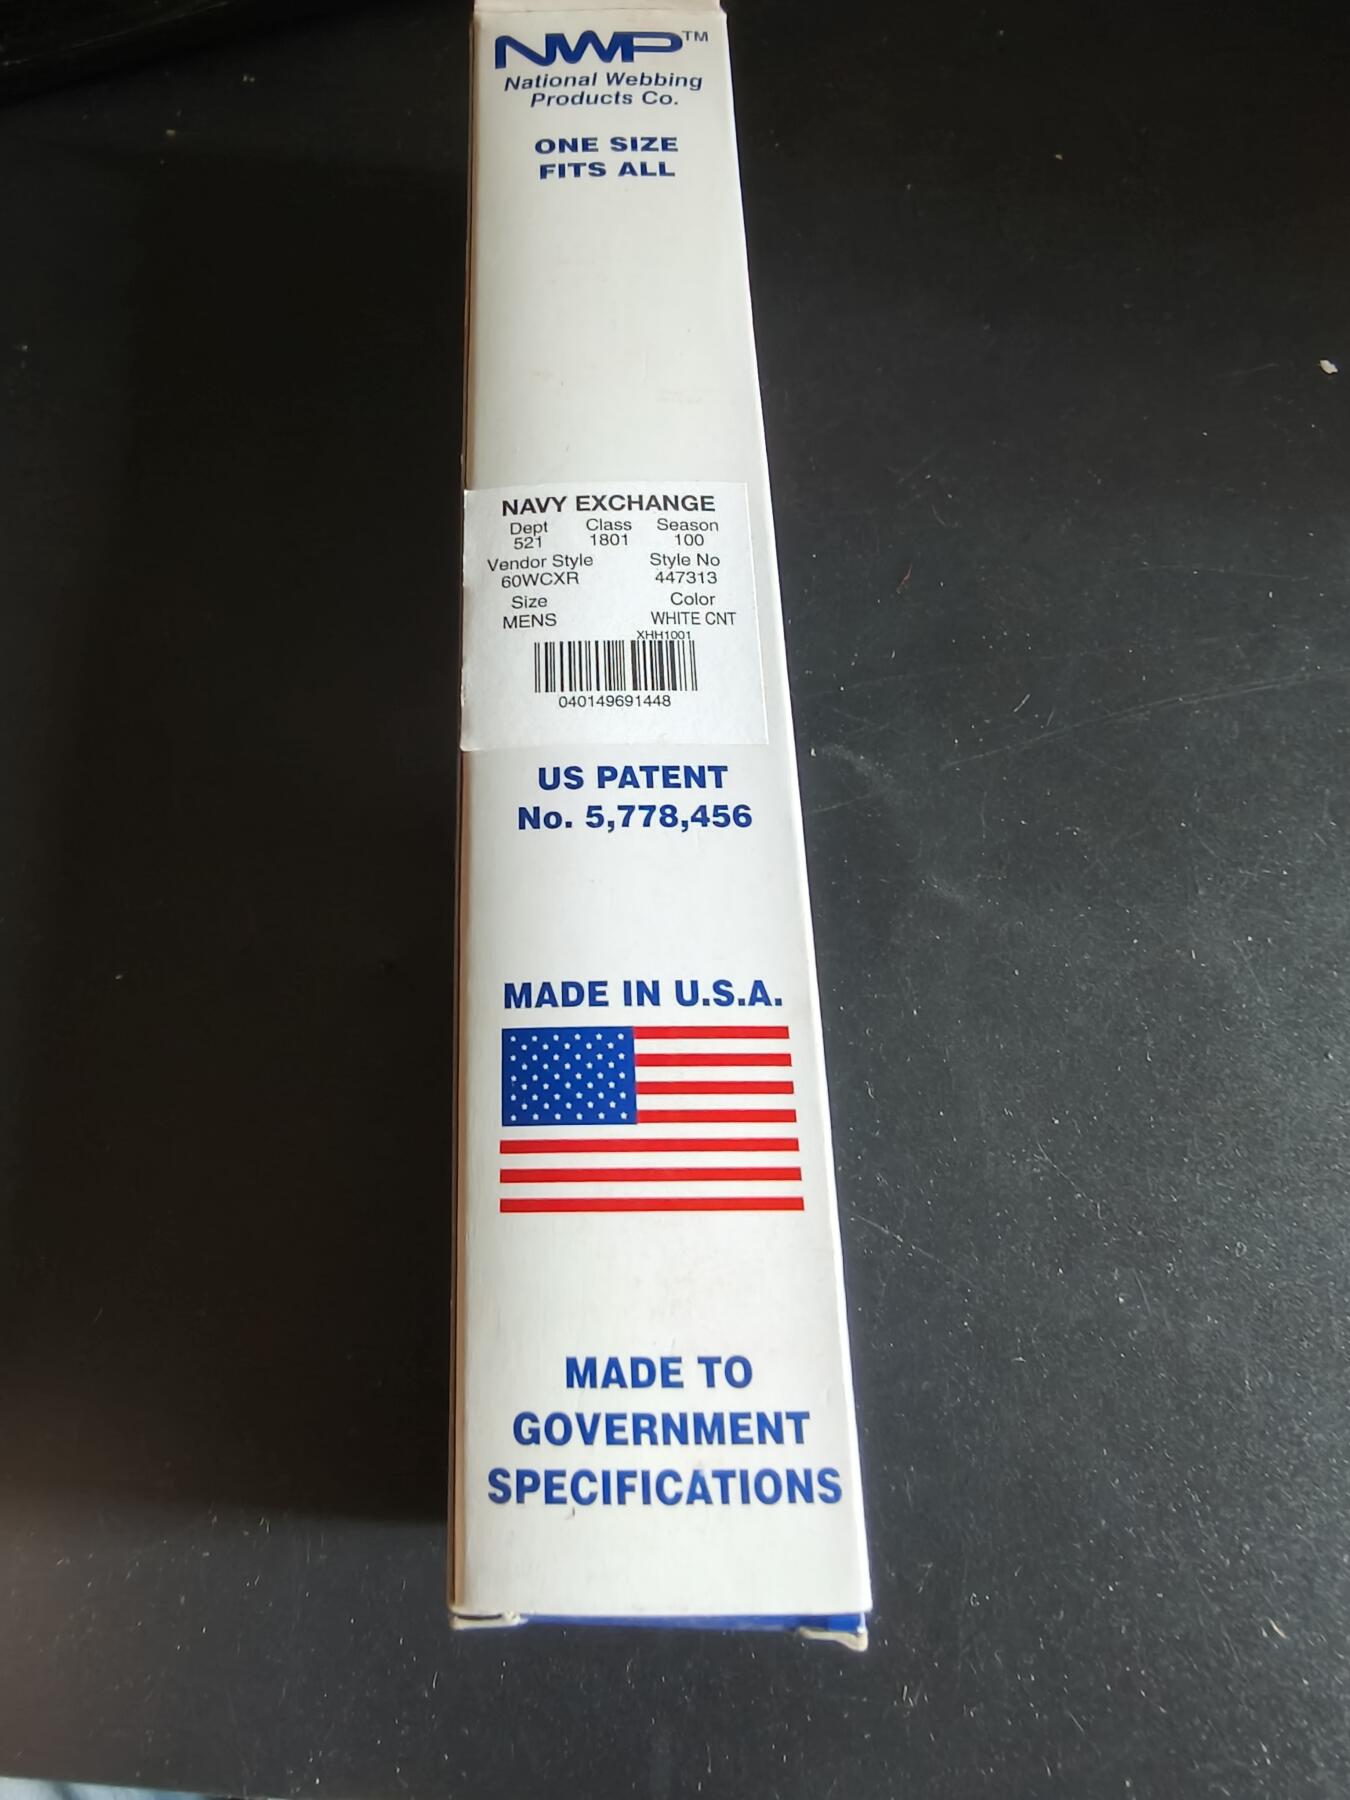 NWP™
National Webbing
Products Co.
ONE SIZE
FITS ALL
NAVY EXCHANGE
Dept Class Season
521 1801 100
Vendor Style Style No
60WCXR 447313
Size Color
MENS WHITE CNT
XHH1001
040149691448
US PATENT
No. 5,778,456
MADE IN U.S.A.
MADE TO
GOVERNMENT
SPECIFICATIONS